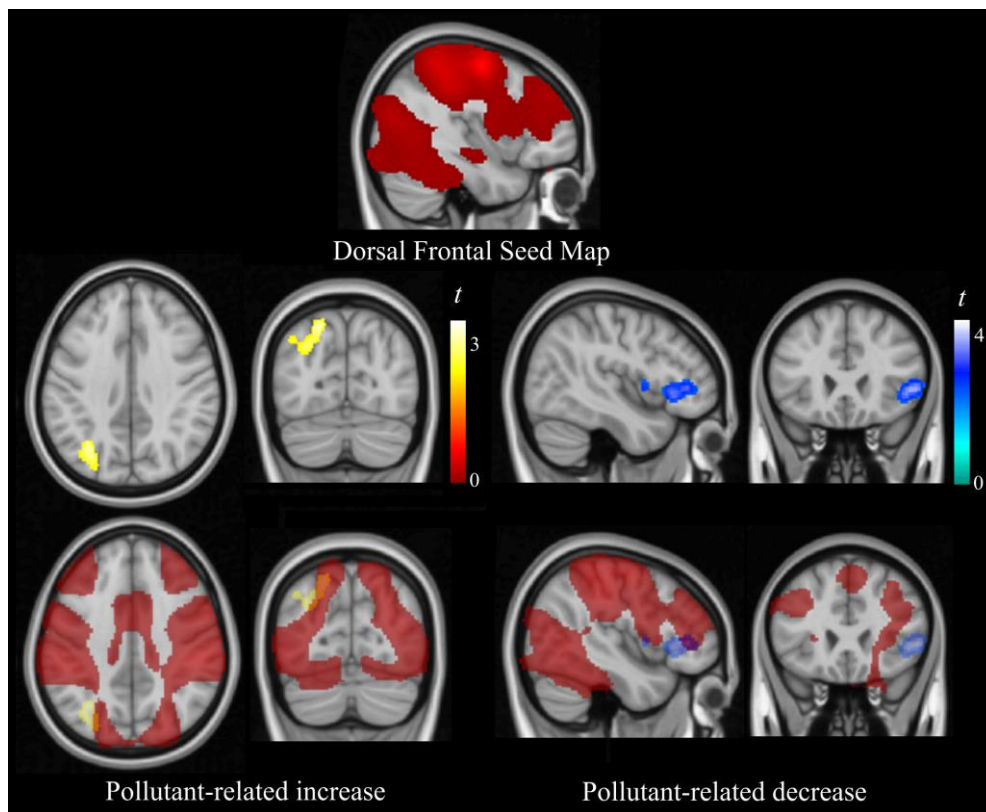 Dorsal Frontal Seed Map
t
3
0
t
4
0
Pollutant-related increase
Pollutant-related decrease